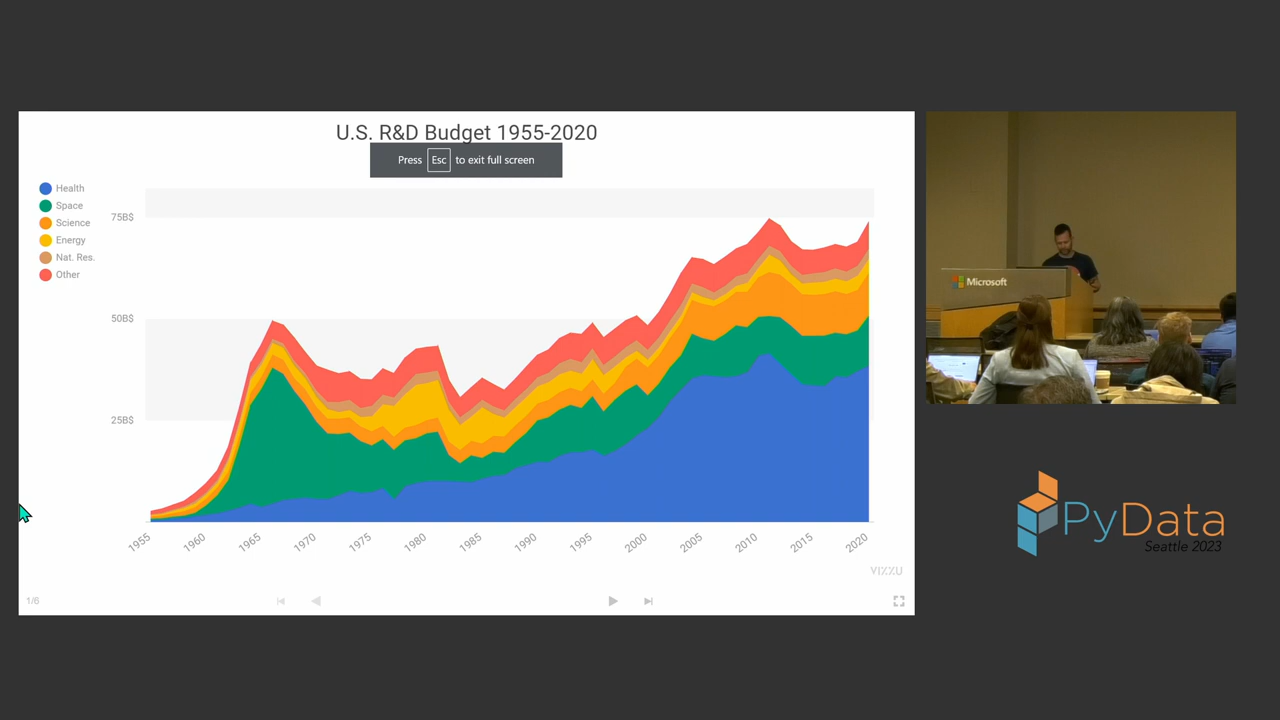 U.S. R&D Budget 1955-2020
Press Esc to exit full screen
Health
Space
Science
Energy
Nat. Res.
Other
75B$
50B$
25B$
1955 1960 1965 1970 1975 1980 1985 1990 1995 2000 2005 2010 2015 2020
VIZZU
1/6
Microsoft
PyData
Seattle 2023